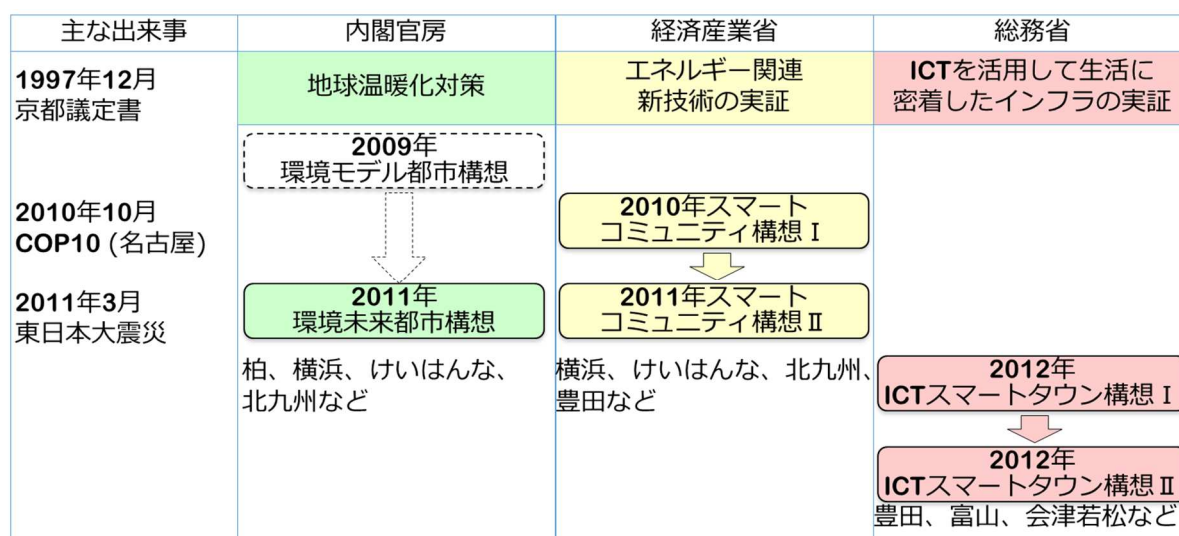 主な出来事
内閣官房
経済産業省
総務省
1997年12月
京都議定書
地球温暖化対策
エネルギー関連
新技術の実証
ICTを活用して生活に
密着したインフラの実証
2009年
環境モデル都市構想
2010年10月
COP10 (名古屋)
2010年スマート
コミュニティ構想Ⅰ
2011年3月
東日本大震災
2011年
環境未来都市構想
2011年スマート
コミュニティ構想Ⅱ
柏、横浜、けいはんな、
北九州など
横浜、けいはんな、北九州、
豊田など
2012年
ICTスマートタウン構想Ⅰ
2012年
ICTスマートタウン構想Ⅱ
豊田、富山、会津若松など